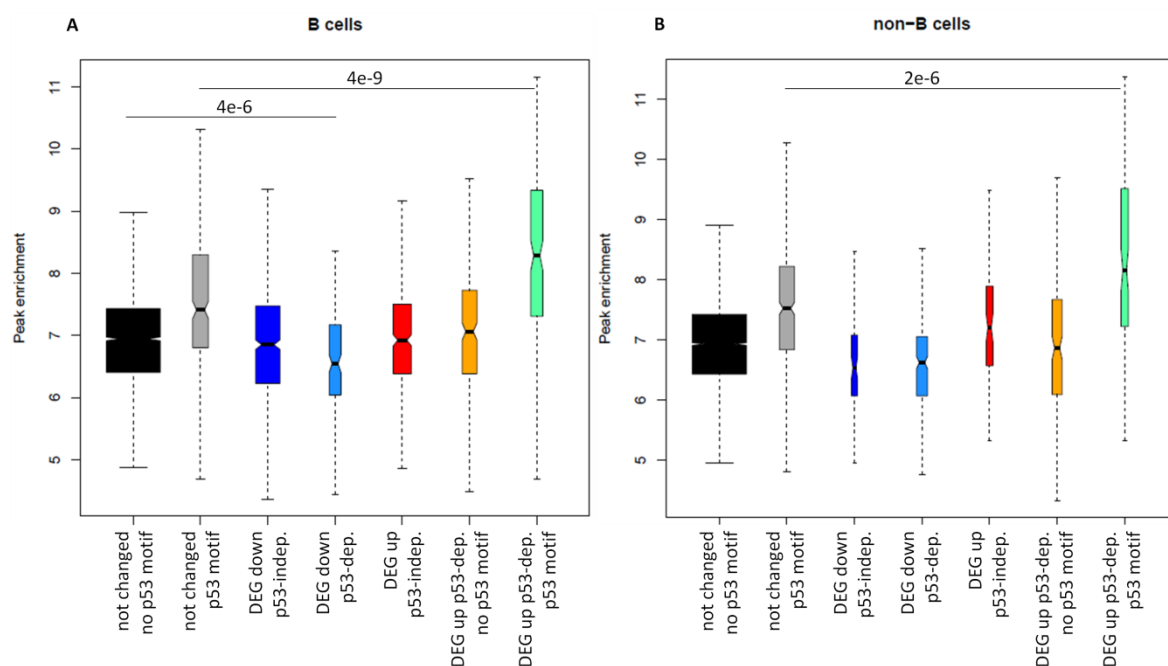 A
B cells
4e-9
4e-6
Peak enrichment
11
10
9
8
7
6
5
not changed
no p53 motif
not changed
p53 motif
DEG down
p53-indep.
DEG down
p53-dep.
DEG up
p53-indep.
DEG up p53-dep.
no p53 motif
DEG up p53-dep.
p53 motif
B
non-B cells
2e-6
Peak enrichment
11
10
9
8
7
6
5
not changed
no p53 motif
not changed
p53 motif
DEG down
p53-indep.
DEG down
p53-dep.
DEG up
p53-indep.
DEG up p53-dep.
no p53 motif
DEG up p53-dep.
p53 motif